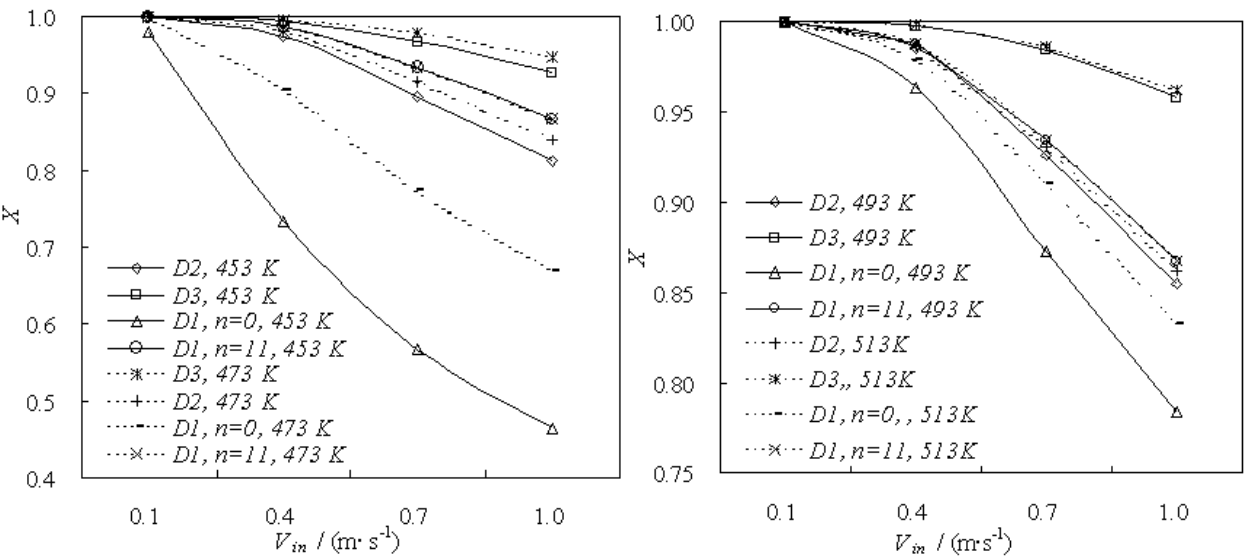 1.0
0.9
0.8
0.7
0.6
0.5
0.4
X
D2, 453 K
D3, 453 K
D1, n=0, 453 K
D1, n=11, 453 K
D3, 473 K
D2, 473 K
D1, n=0, 473 K
D1, n=11, 473 K
0.1 0.4 0.7 1.0
V_in / (m·s⁻¹)
1.00
0.95
0.90
0.85
0.80
0.75
X
D2, 493 K
D3, 493 K
D1, n=0, 493 K
D1, n=11, 493 K
D2, 513K
D3,, 513K
D1, n=0, , 513K
D1, n=11, 513K
0.1 0.4 0.7 1.0
V_in / (m·s⁻¹)